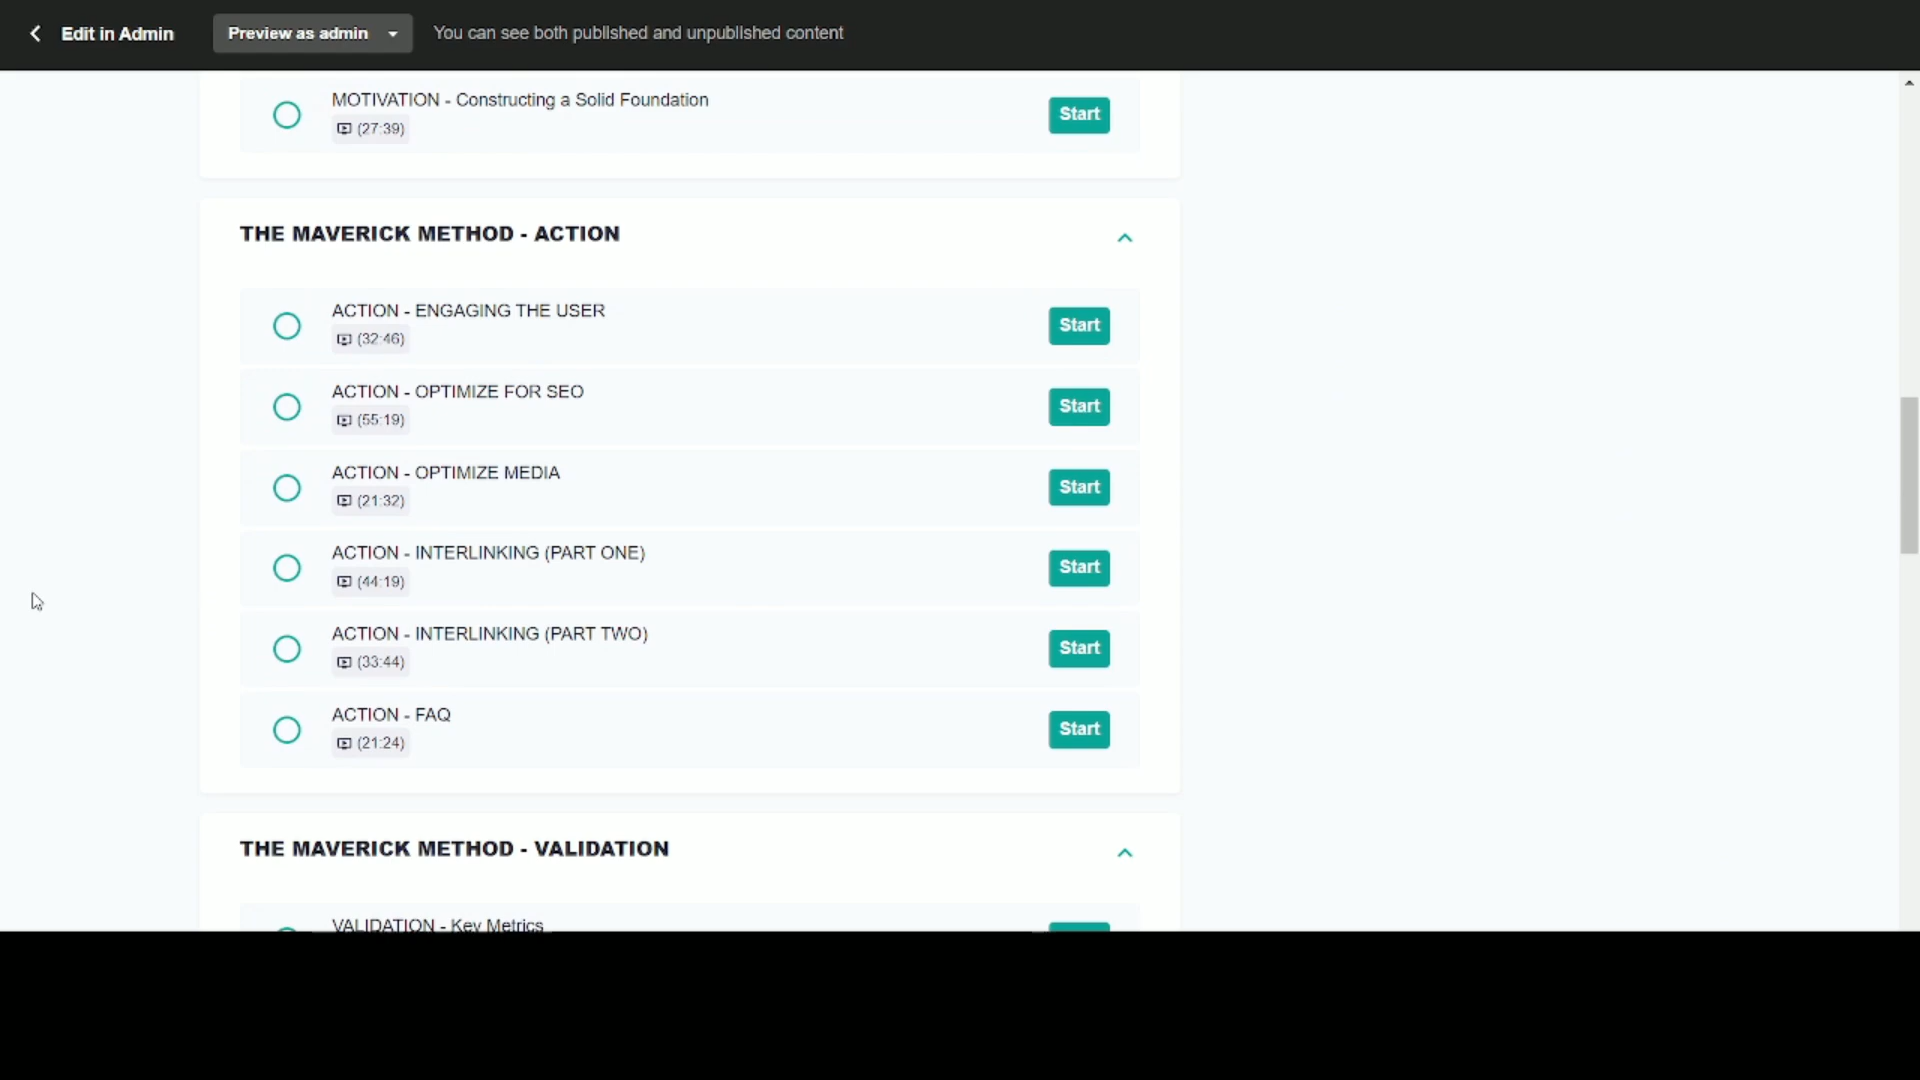 Edit in Admin
Preview as admin
You can see both published and unpublished content
MOTIVATION - Constructing a Solid Foundation
(27:39)
Start
THE MAVERICK METHOD - ACTION
ACTION - ENGAGING THE USER
(32:46)
Start
ACTION - OPTIMIZE FOR SEO
(55:19)
Start
ACTION - OPTIMIZE MEDIA
(21:32)
Start
ACTION - INTERLINKING (PART ONE)
(44:19)
Start
ACTION - INTERLINKING (PART TWO)
(33:44)
Start
ACTION - FAQ
(21:24)
Start
THE MAVERICK METHOD - VALIDATION
VALIDATION - Key Metrics